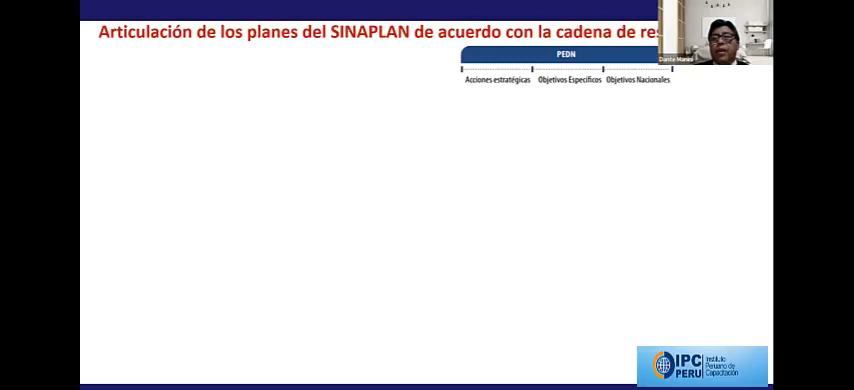 Articulación de los planes del SINAPLAN de acuerdo con la cadena de res
PEDN
Acciones estratégicas Objetivos Específicos Objetivos Nacionales
Dante Manini
IPC PERU
Instituto
Peruano de
Capacitación